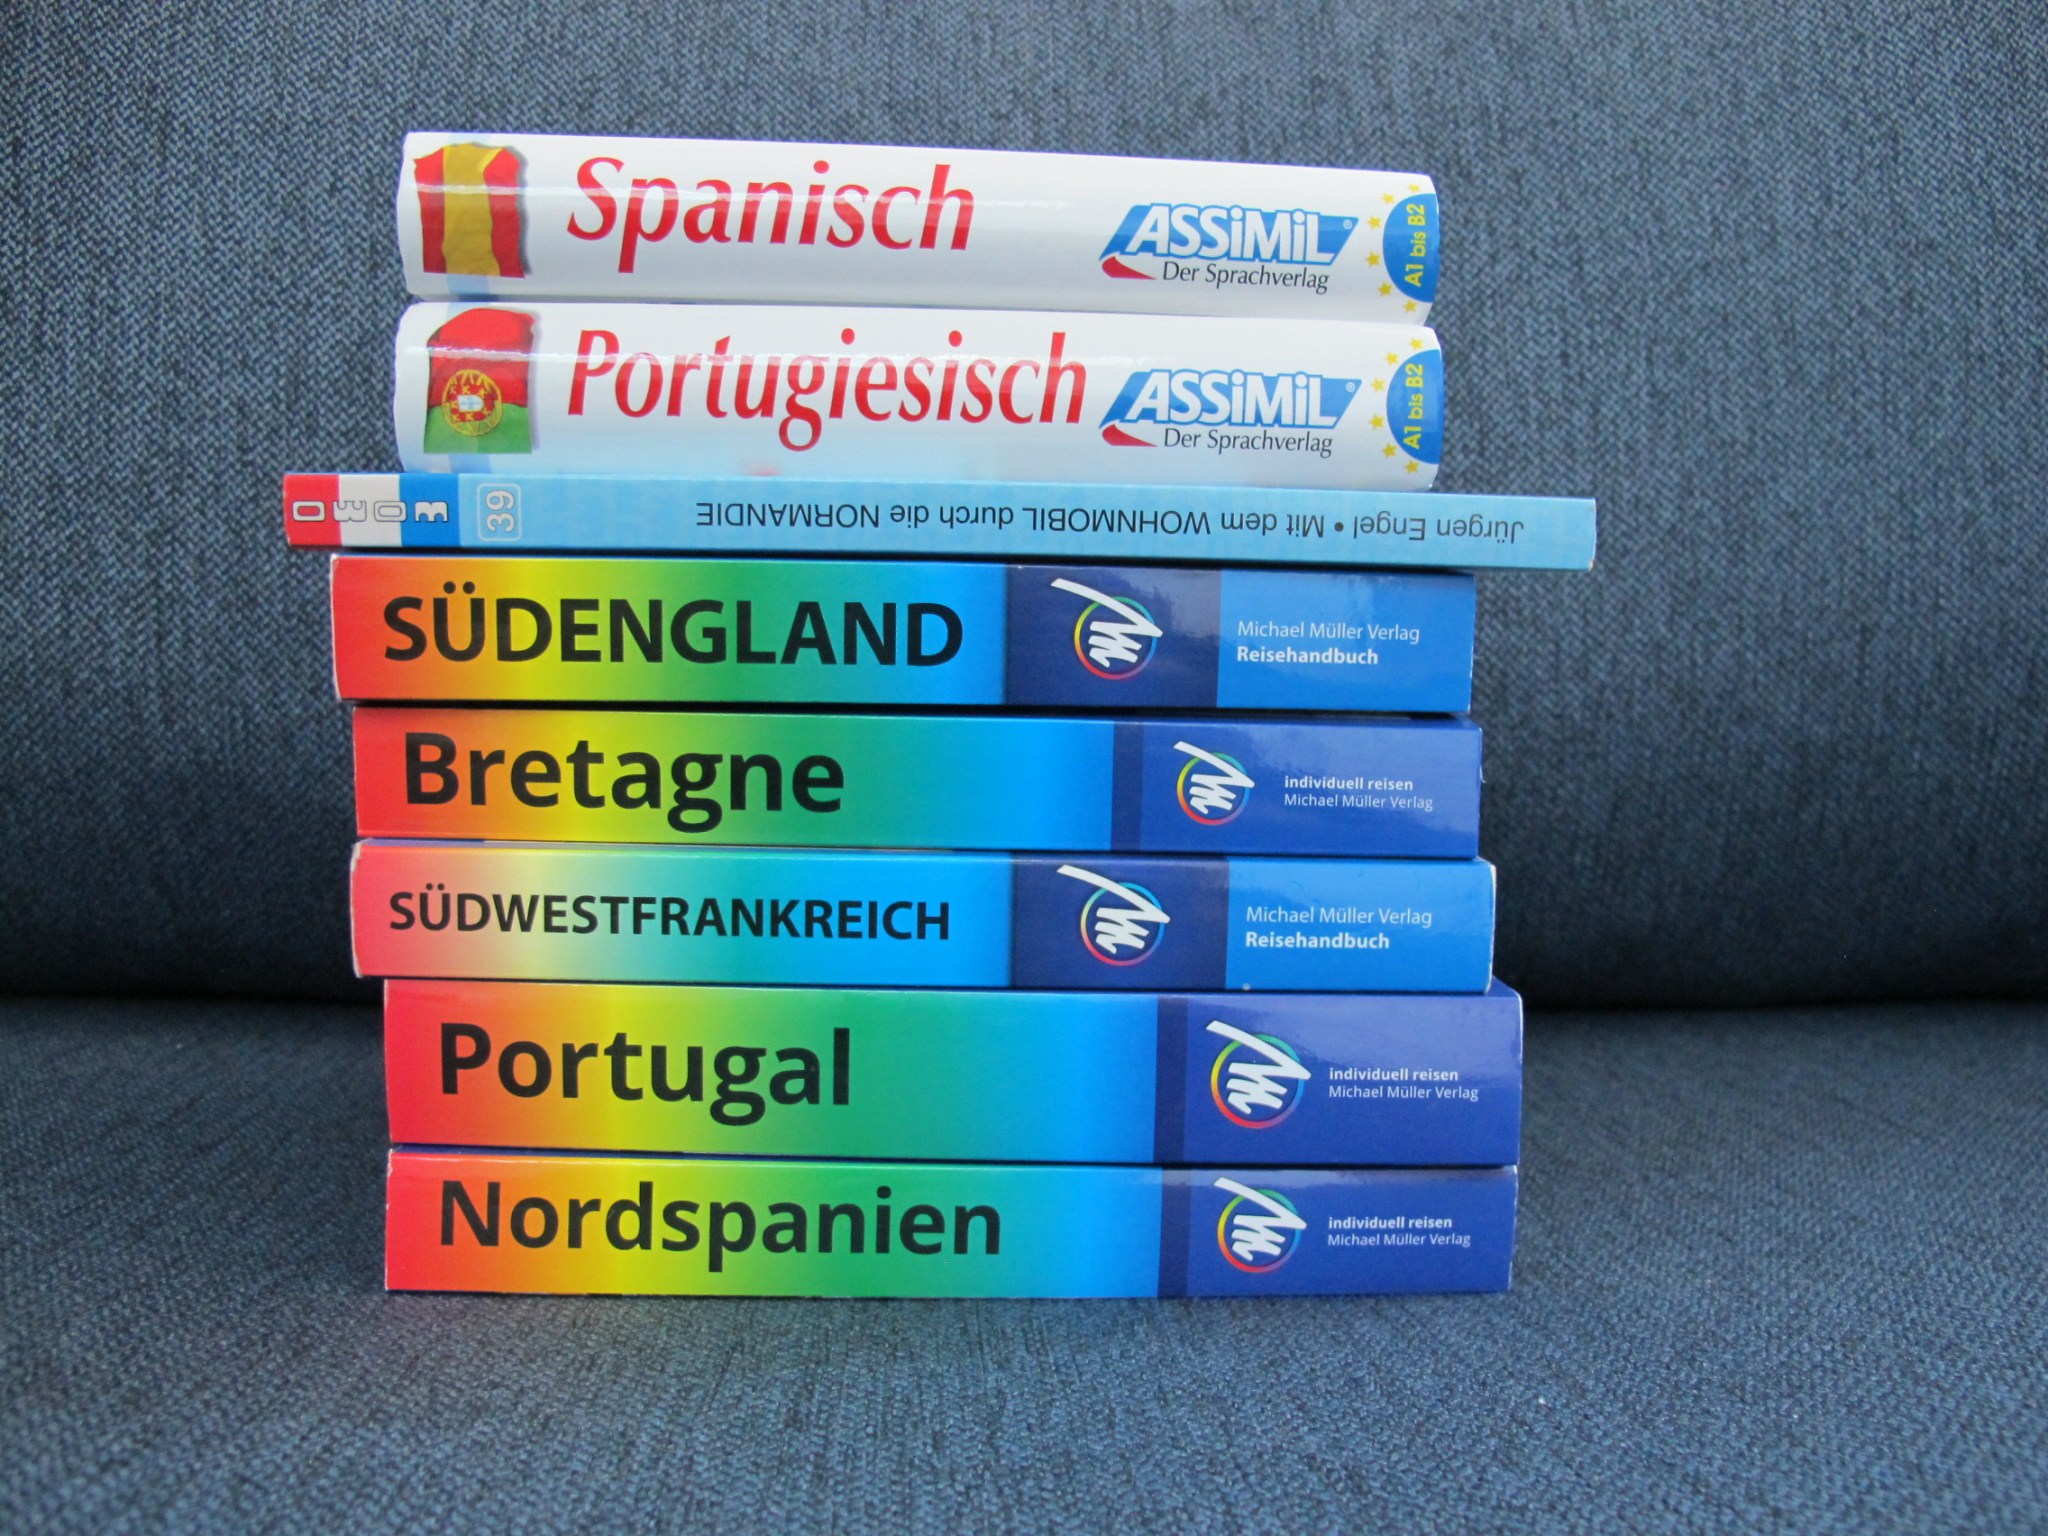 Spanisch
ASSiMiL®
Der Sprachverlag
A1 bis B2
Portugiesisch
ASSiMiL®
Der Sprachverlag
A1 bis B2
Jürgen Engel • Mit dem WOHNMOBIL durch die NORMANDIE
39
SÜDENGLAND
Michael Müller Verlag
Reisehandbuch
Bretagne
individuell reisen
Michael Müller Verlag
SÜDWESTFRANKREICH
Michael Müller Verlag
Reisehandbuch
Portugal
individuell reisen
Michael Müller Verlag
Nordspanien
individuell reisen
Michael Müller Verlag